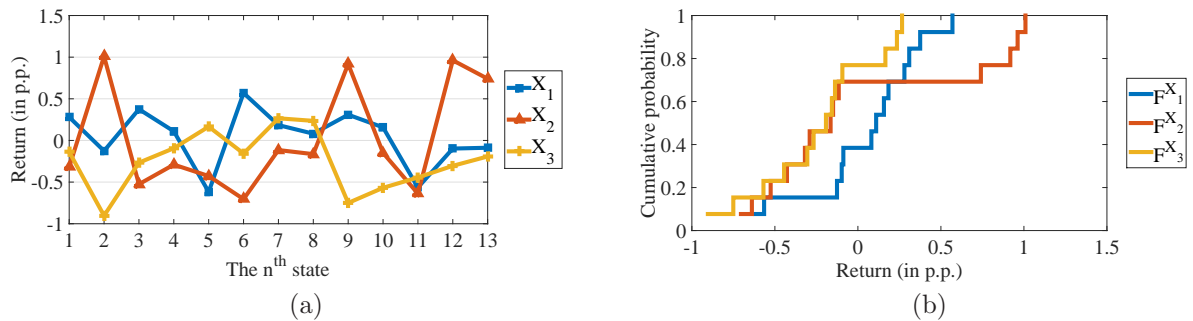 1.5
1
0.5
0
-0.5
-1
Return (in p.p.)
1 2 3 4 5 6 7 8 9 10 11 12 13
The nth state
X1
X2
X3
(a)
1
0.8
0.6
0.4
0.2
0
Cumulative probability
-1 -0.5 0 0.5 1 1.5
Return (in p.p.)
FX1
FX2
FX3
(b)